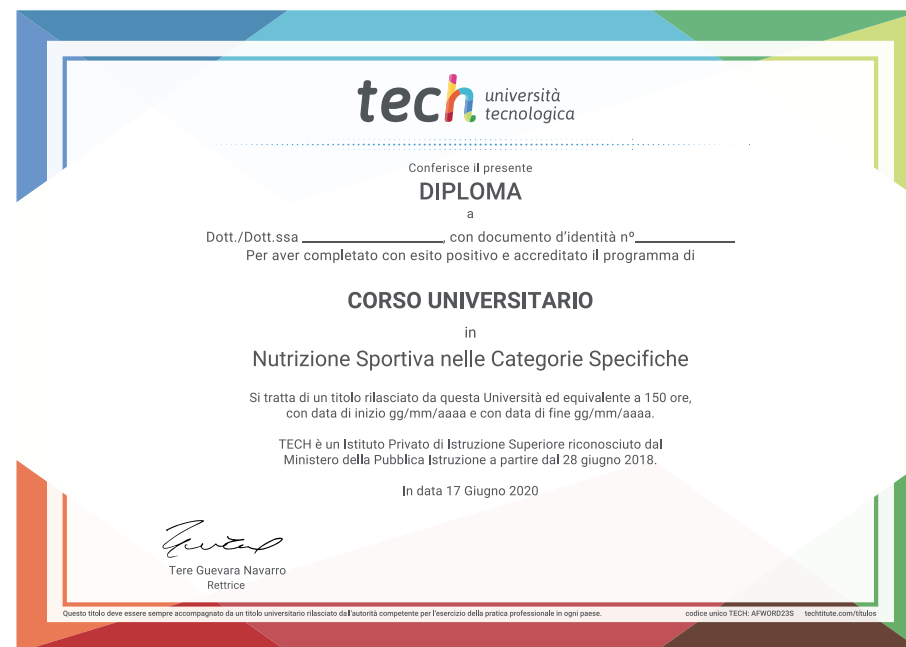 tech università
tecnologica
Conferisce il presente
DIPLOMA
a
Dott./Dott.ssa ____________________, con documento d'identità nº______________
Per aver completato con esito positivo e accreditato il programma di
CORSO UNIVERSITARIO
in
Nutrizione Sportiva nelle Categorie Specifiche
Si tratta di un titolo rilasciato da questa Università ed equivalente a 150 ore,
con data di inizio gg/mm/aaaa e con data di fine gg/mm/aaaa.
TECH è un Istituto Privato di Istruzione Superiore riconosciuto dal
Ministero della Pubblica Istruzione a partire dal 28 giugno 2018.
In data 17 Giugno 2020
Tere Guevara Navarro
Rettrice
Questo titolo deve essere sempre accompagnato da un titolo universitario rilasciato dall'autorità competente per l'esercizio della pratica professionale in ogni paese. codice unico TECH: AFWORD23S techtitute.com/titulos